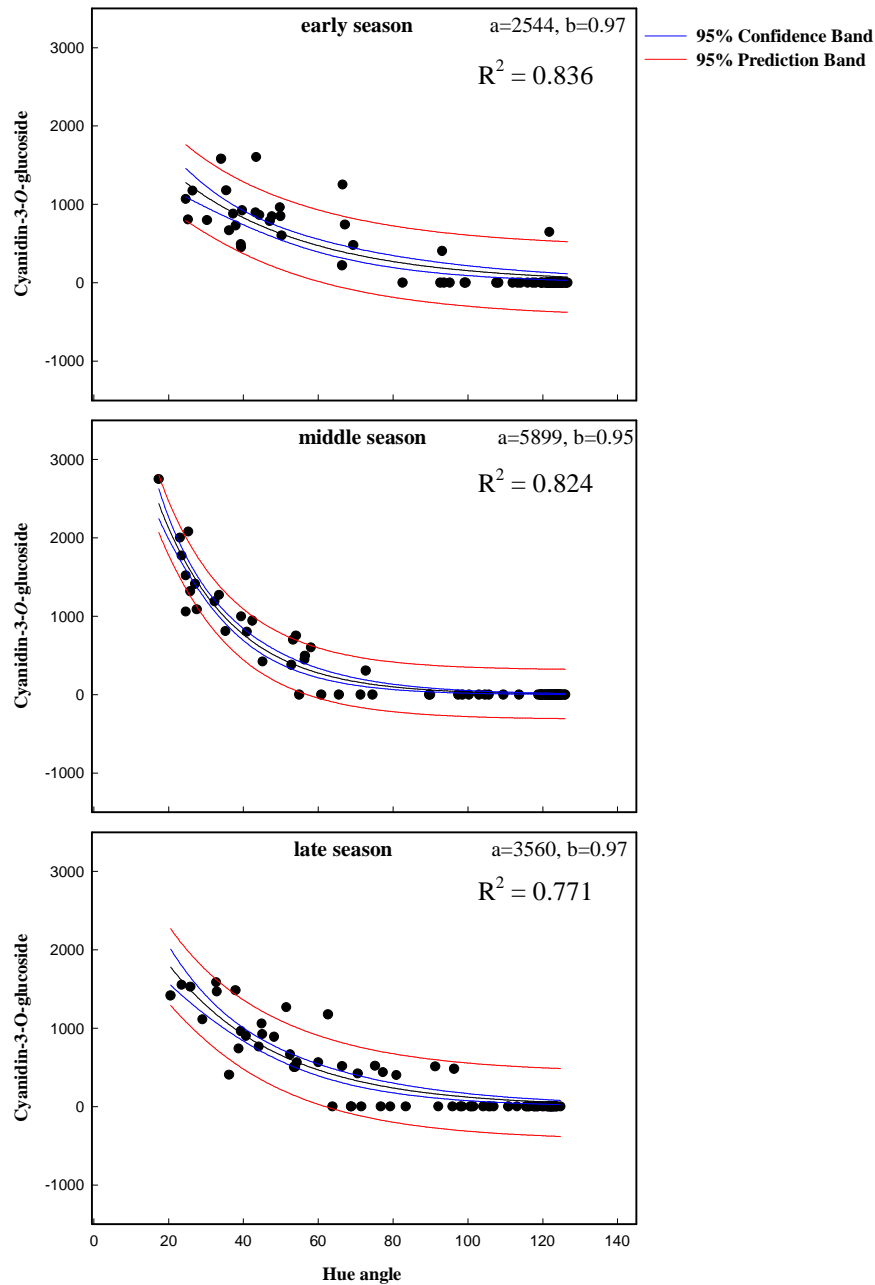 early season a=2544, b=0.97
R² = 0.836
95% Confidence Band
95% Prediction Band
3000
2000
1000
0
-1000
Cyanidin-3-O-glucoside
middle season a=5899, b=0.95
R² = 0.824
3000
2000
1000
0
-1000
Cyanidin-3-O-glucoside
late season a=3560, b=0.97
R² = 0.771
3000
2000
1000
0
-1000
Cyanidin-3-O-glucoside
0 20 40 60 80 100 120 140
Hue angle